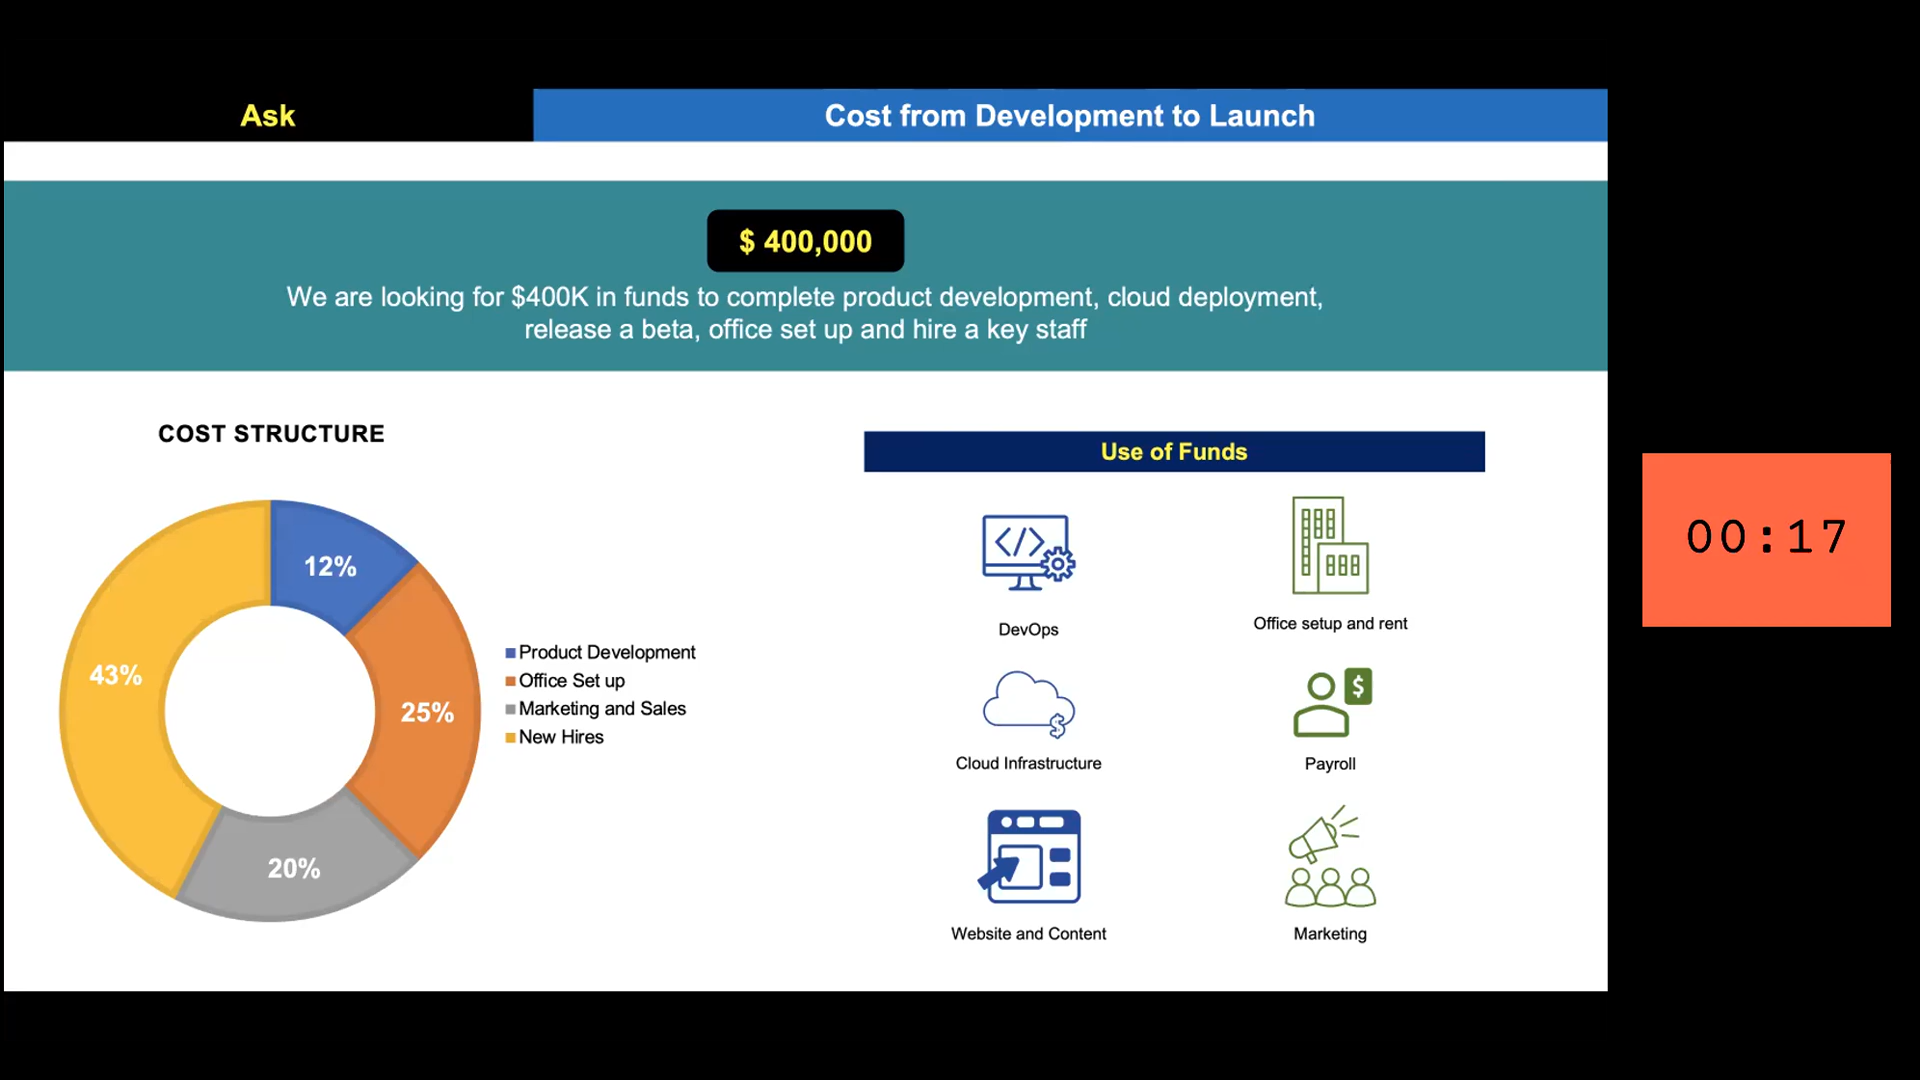 Ask
Cost from Development to Launch
$ 400,000
We are looking for $400K in funds to complete product development, cloud deployment,
release a beta, office set up and hire a key staff
COST STRUCTURE
12%
43%
25%
20%
Product Development
Office Set up
Marketing and Sales
New Hires
Use of Funds
DevOps
Office setup and rent
Cloud Infrastructure
Payroll
Website and Content
Marketing
00:17